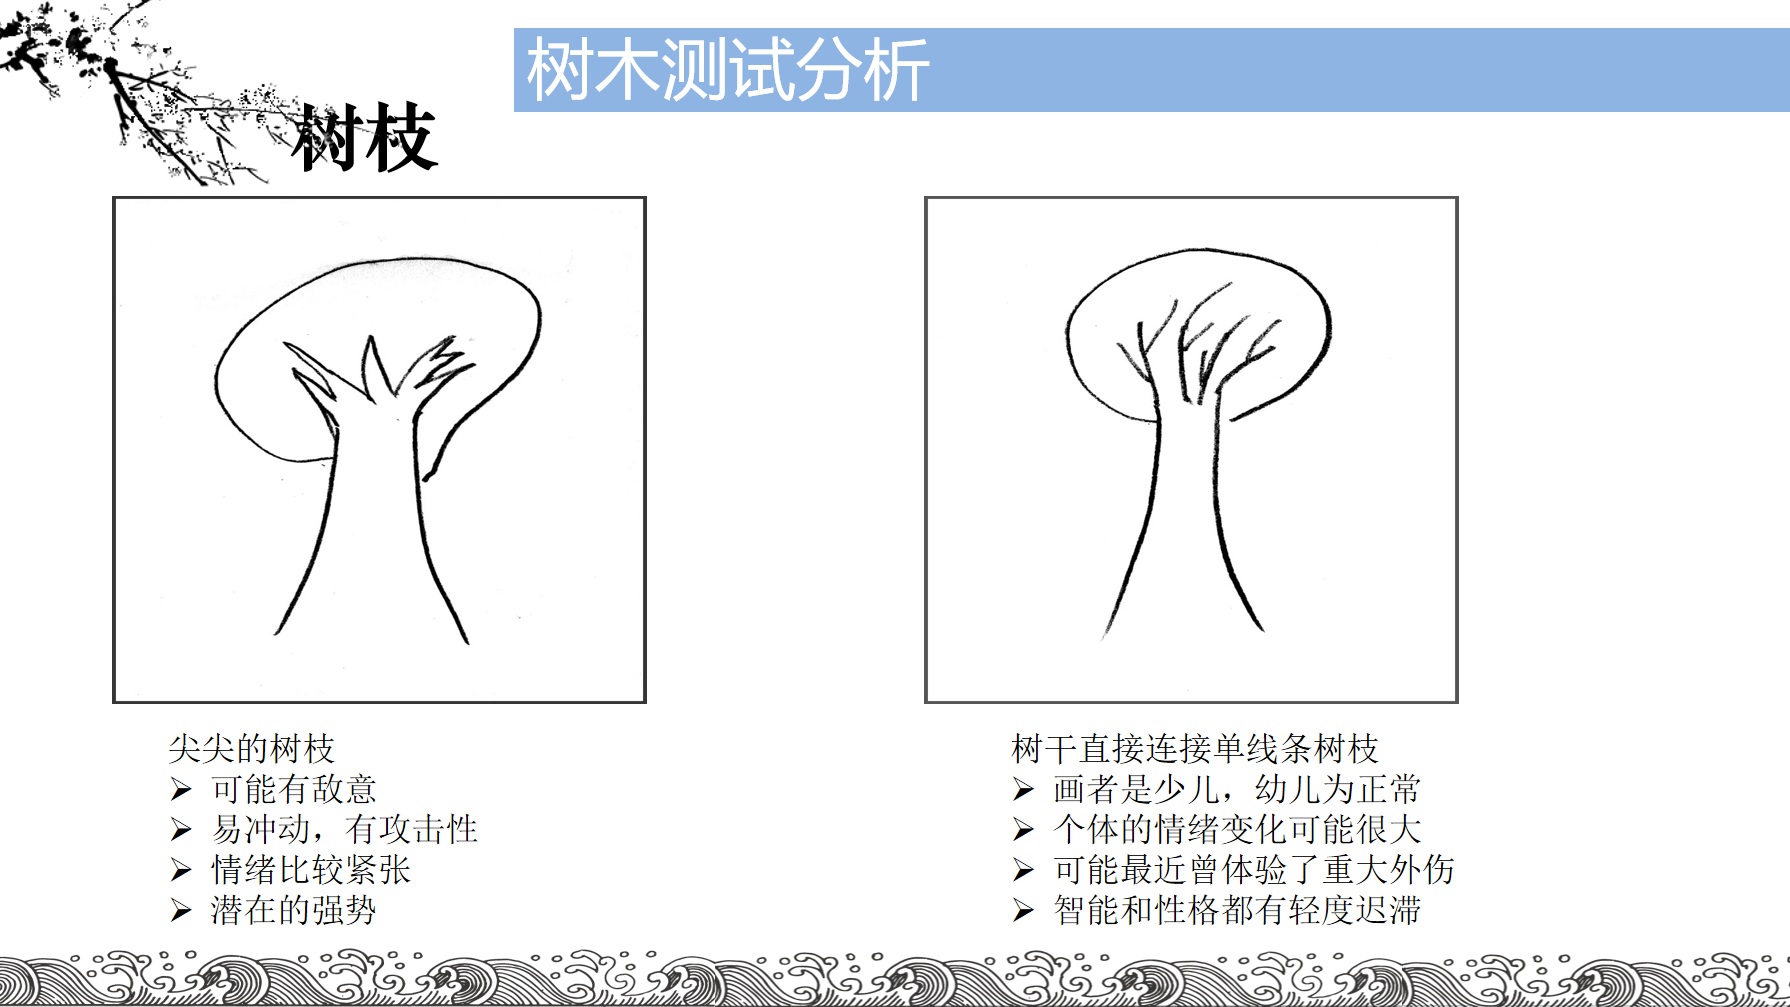 树木测试分析
树枝
尖尖的树枝
可能有敌意
易冲动，有攻击性
情绪比较紧张
潜在的强势
树干直接连接单线条树枝
画者是少儿，幼儿为正常
个体的情绪变化可能很大
可能最近曾体验了重大外伤
智能和性格都有轻度迟滞